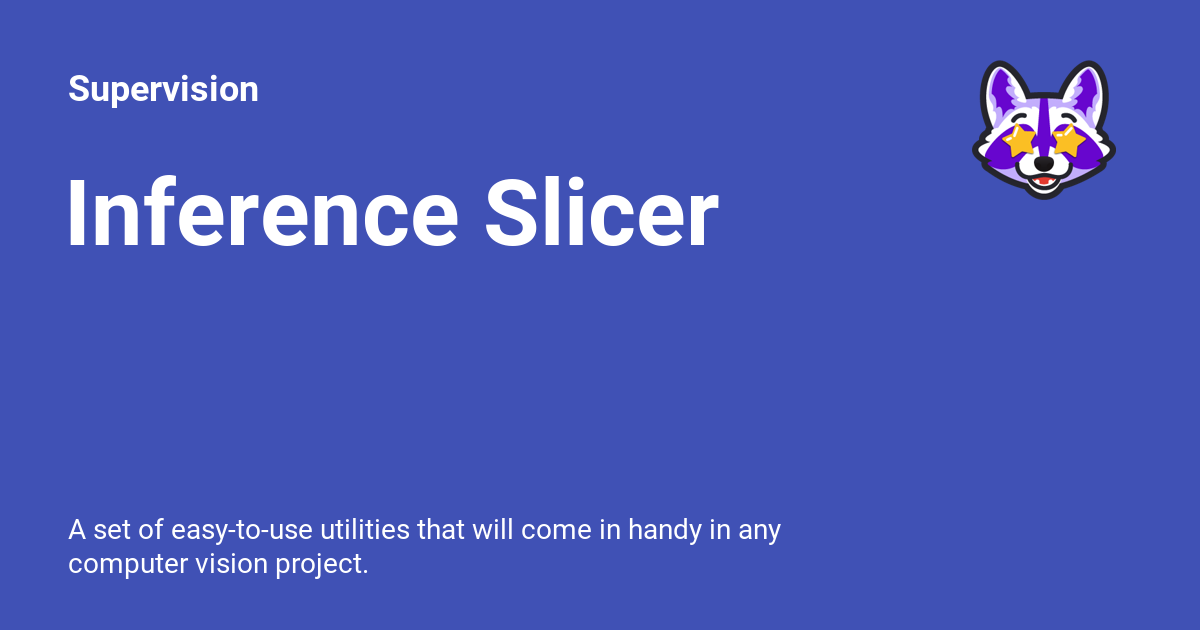 Supervision
Inference Slicer
A set of easy-to-use utilities that will come in handy in any
computer vision project.